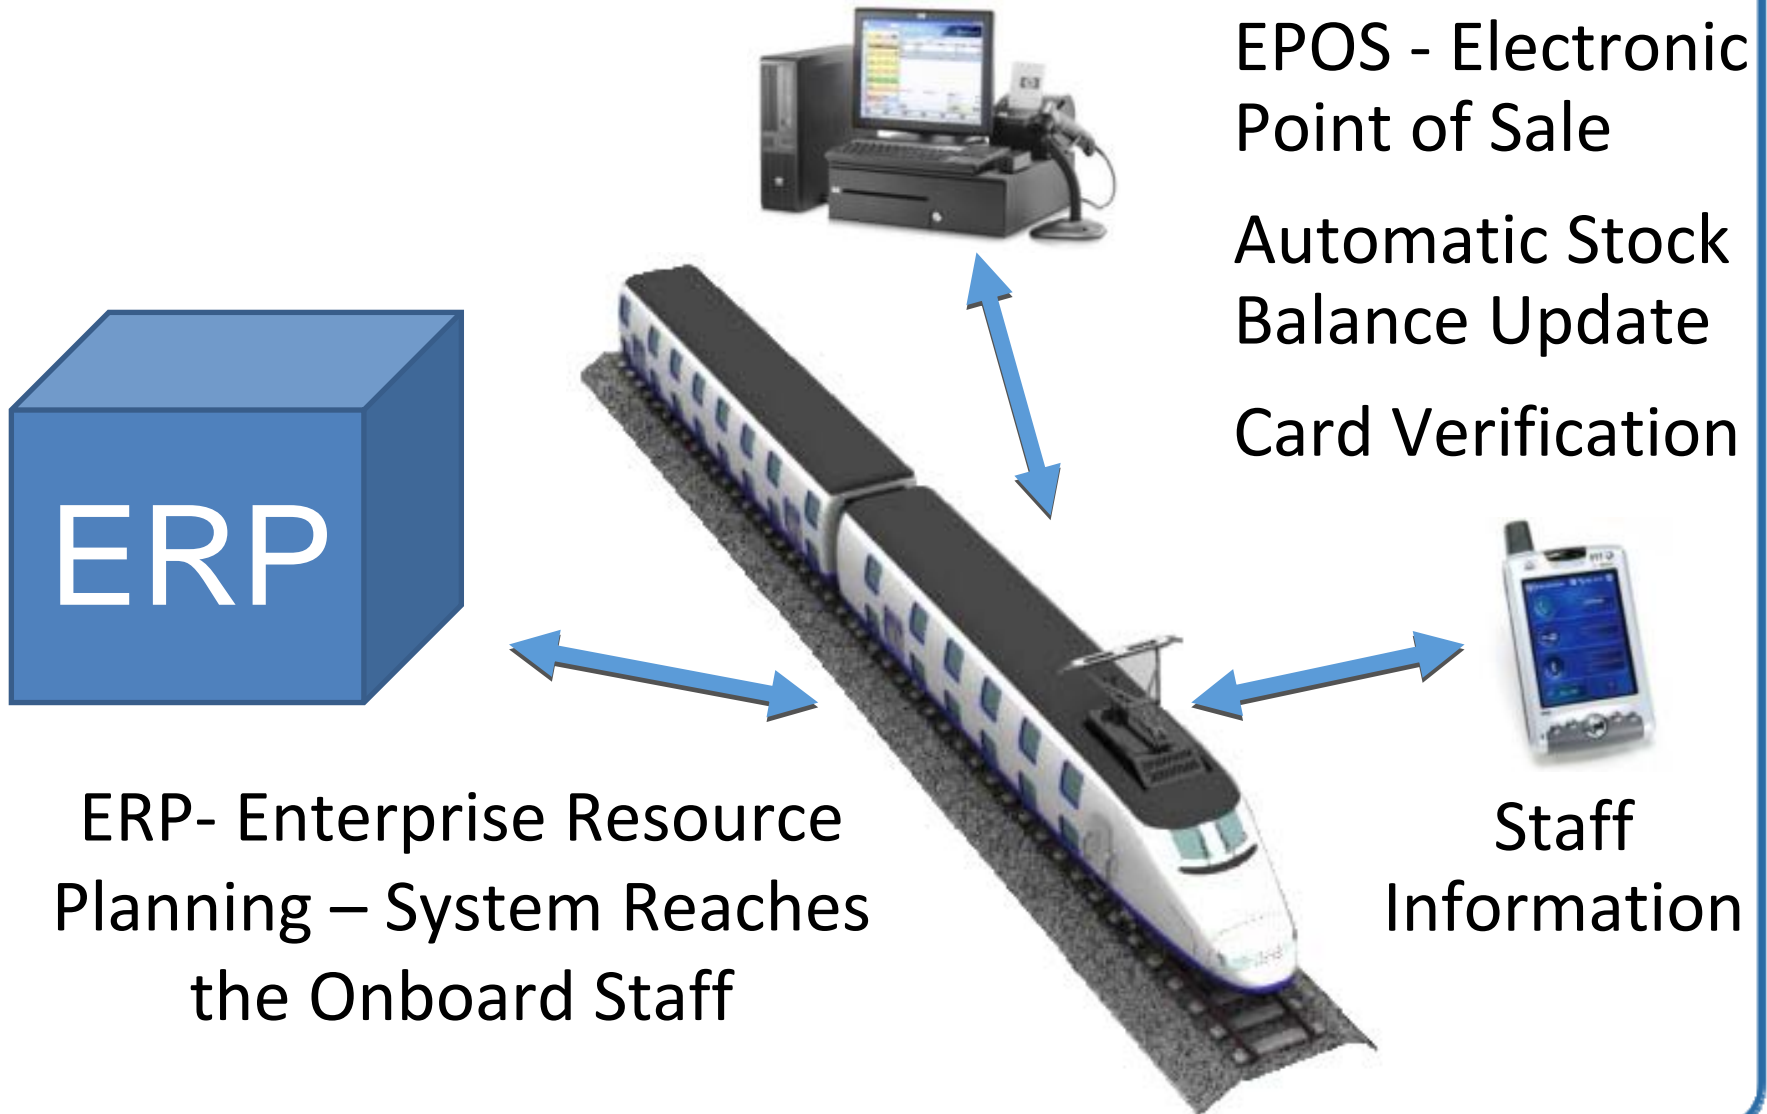 EPOS - Electronic
Point of Sale
Automatic Stock
Balance Update
Card Verification
ERP
ERP- Enterprise Resource
Planning – System Reaches
the Onboard Staff
Staff
Information